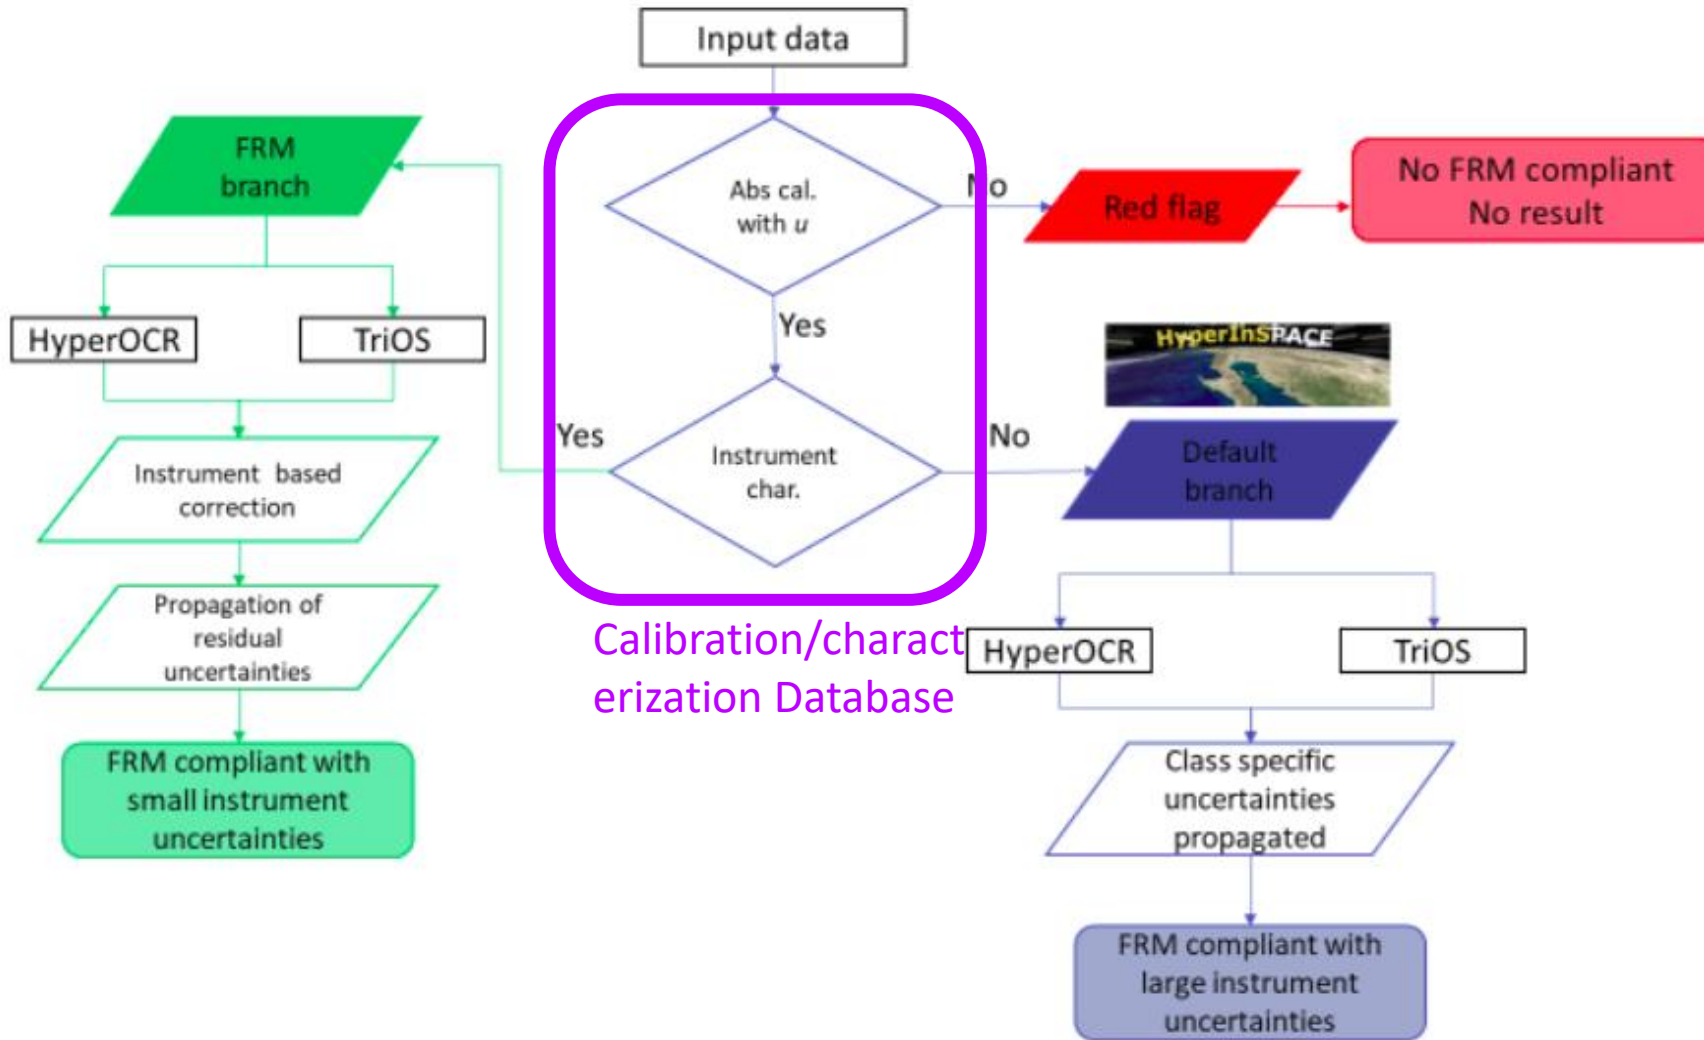 Input data
FRM
branch
Abs cal.
with u
No
Red flag
No FRM compliant
No result
HyperOCR
TriOS
Yes
HyperInSPACE
Yes
Instrument
char.
No
Default
branch
Instrument based
correction
Propagation of
residual
uncertainties
Calibration/charact
erization Database
HyperOCR
TriOS
FRM compliant with
small instrument
uncertainties
Class specific
uncertainties
propagated
FRM compliant with
large instrument
uncertainties